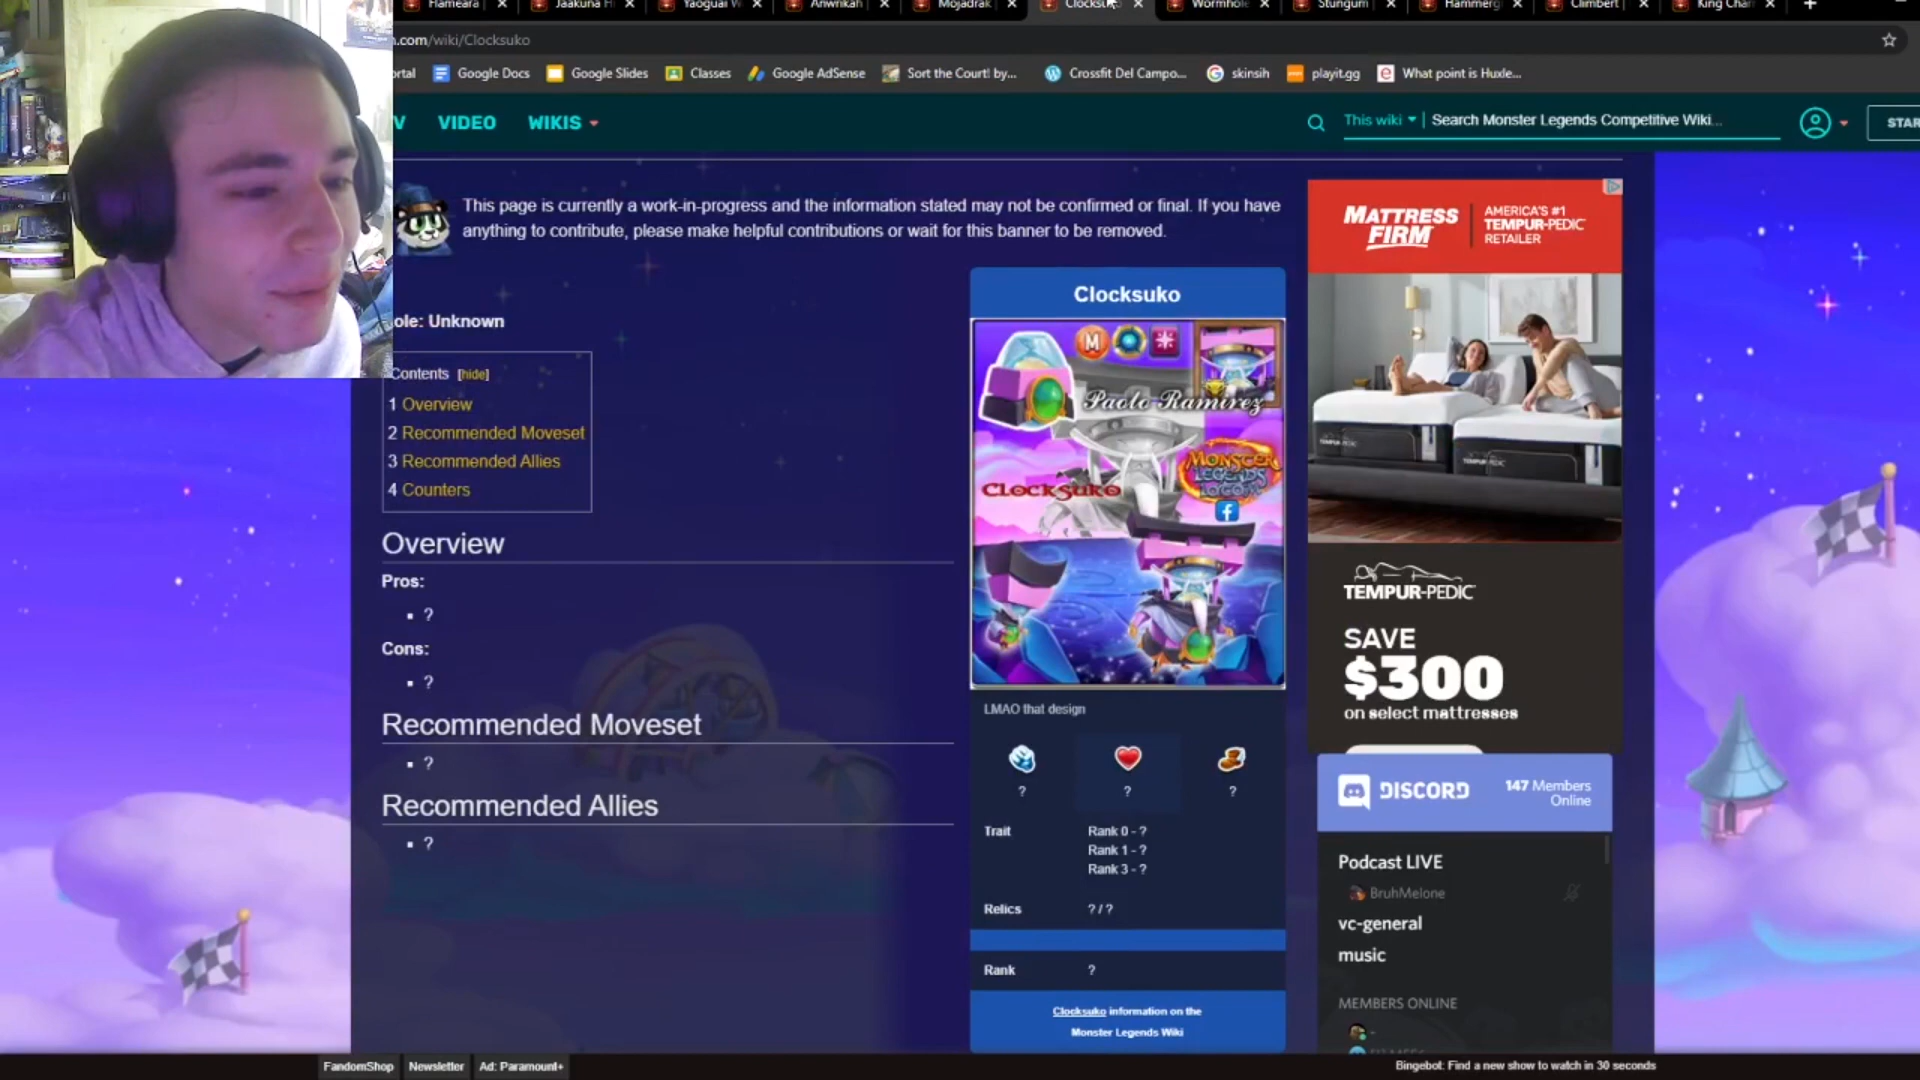 Flameara
Jaakuna H
Yaoguai W
Anwnkah
Mojadrak
Clocksu
Wormhole
Stungum
Hammerg
Climbert
King Char
.com/wiki/Clocksuko
ortal
Google Docs
Google Slides
Classes
Google AdSense
Sort the Court! by...
Crossfit Del Campo...
skinsih
playit.gg
What point is Huxle...
V
VIDEO
WIKIS
This wiki
Search Monster Legends Competitive Wiki...
STAR
This page is currently a work-in-progress and the information stated may not be confirmed or final. If you have
anything to contribute, please make helpful contributions or wait for this banner to be removed.
ole: Unknown
Contents [hide]
1 Overview
2 Recommended Moveset
3 Recommended Allies
4 Counters
Overview
Pros:
?
Cons:
?
Recommended Moveset
?
Recommended Allies
?
Clocksuko
M
Paolo Ramirez
MONSTER
LEGENDS
CLOCKSUKO
f
LMAO that design
? ? ?
Trait
Rank 0 - ?
Rank 1 - ?
Rank 3 - ?
Relics
? / ?
Rank
?
Clocksuko information on the
Monster Legends Wiki
MATTRESS
FIRM
AMERICA'S #1
TEMPUR-PEDIC
RETAILER
TEMPUR-PEDIC
SAVE
$300
on select mattresses
DISCORD
147 Members
Online
Podcast LIVE
BruhMelone
vc-general
music
MEMBERS ONLINE
FandomShop
Newsletter
Ad: Paramount+
Bingebot: Find a new show to watch in 30 seconds